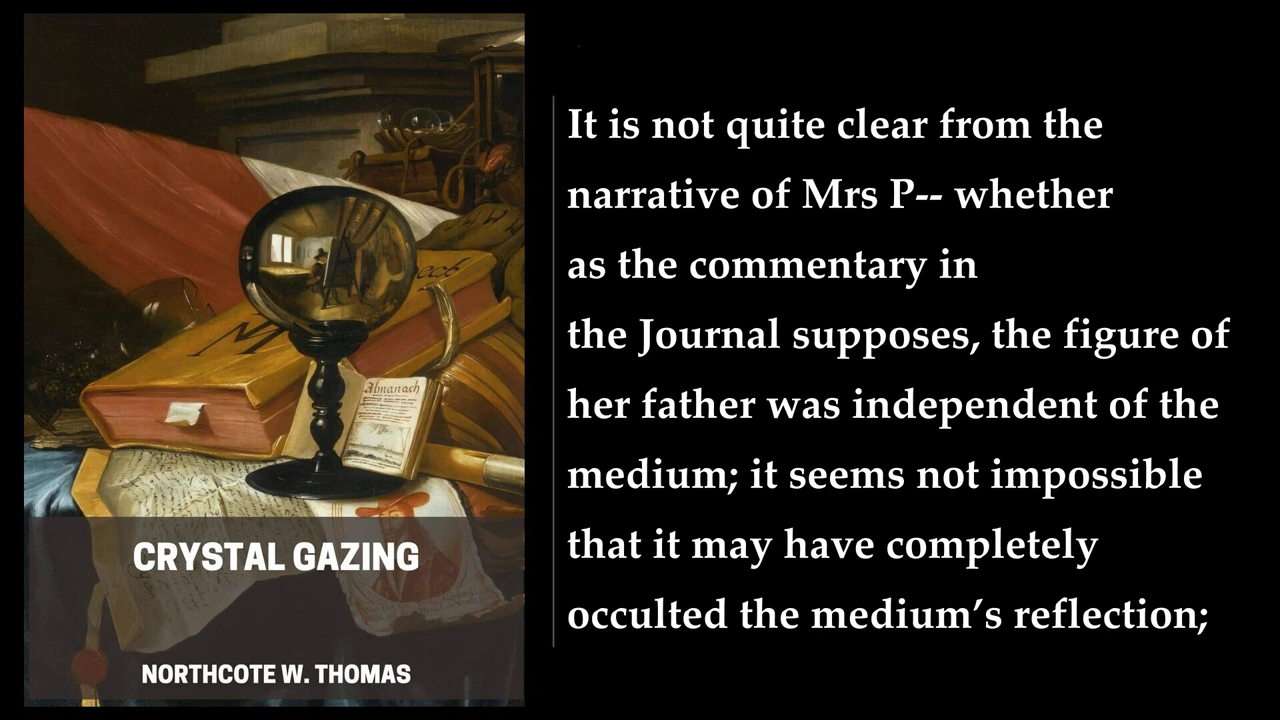 M
Almanach
CRYSTAL GAZING
NORTHCOTE W. THOMAS
It is not quite clear from the
narrative of Mrs P-- whether
as the commentary in
the Journal supposes, the figure of
her father was independent of the
medium; it seems not impossible
that it may have completely
occulted the medium’s reflection;